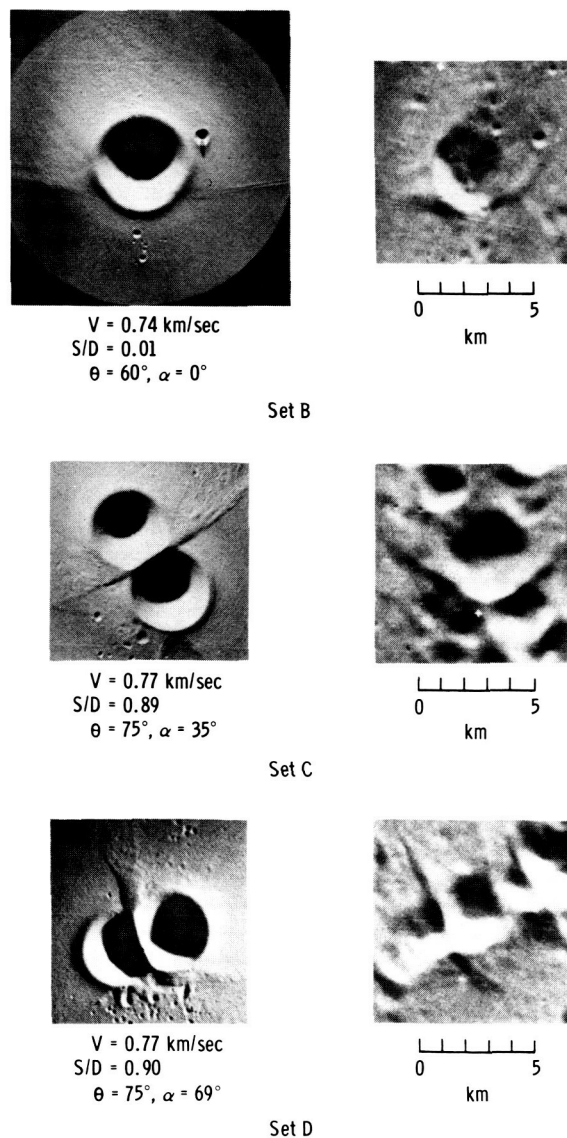 V = 0.74 km/sec
S/D = 0.01
θ = 60°, α = 0°
0 5
km
Set B
V = 0.77 km/sec
S/D = 0.89
θ = 75°, α = 35°
0 5
km
Set C
V = 0.77 km/sec
S/D = 0.90
θ = 75°, α = 69°
0 5
km
Set D